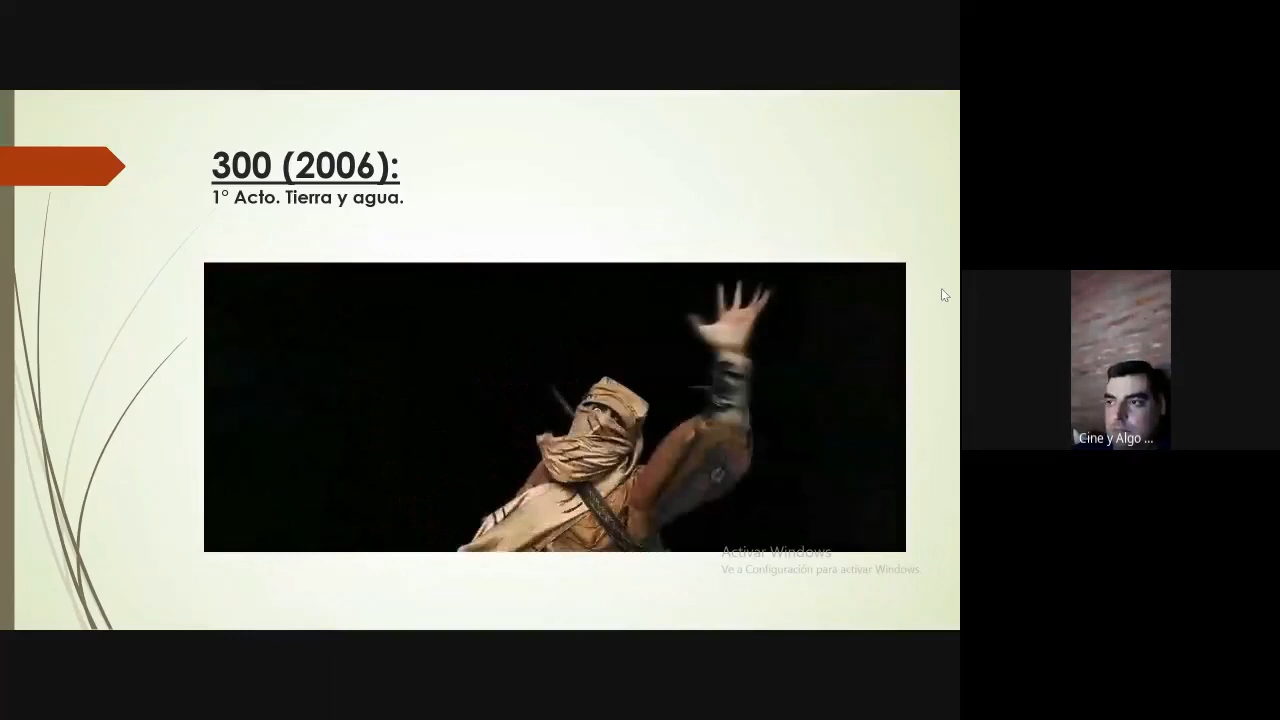 300 (2006):
1° Acto. Tierra y agua.
Activar Windows
Ve a Configuración para activar Windows.
Cine y Algo ...